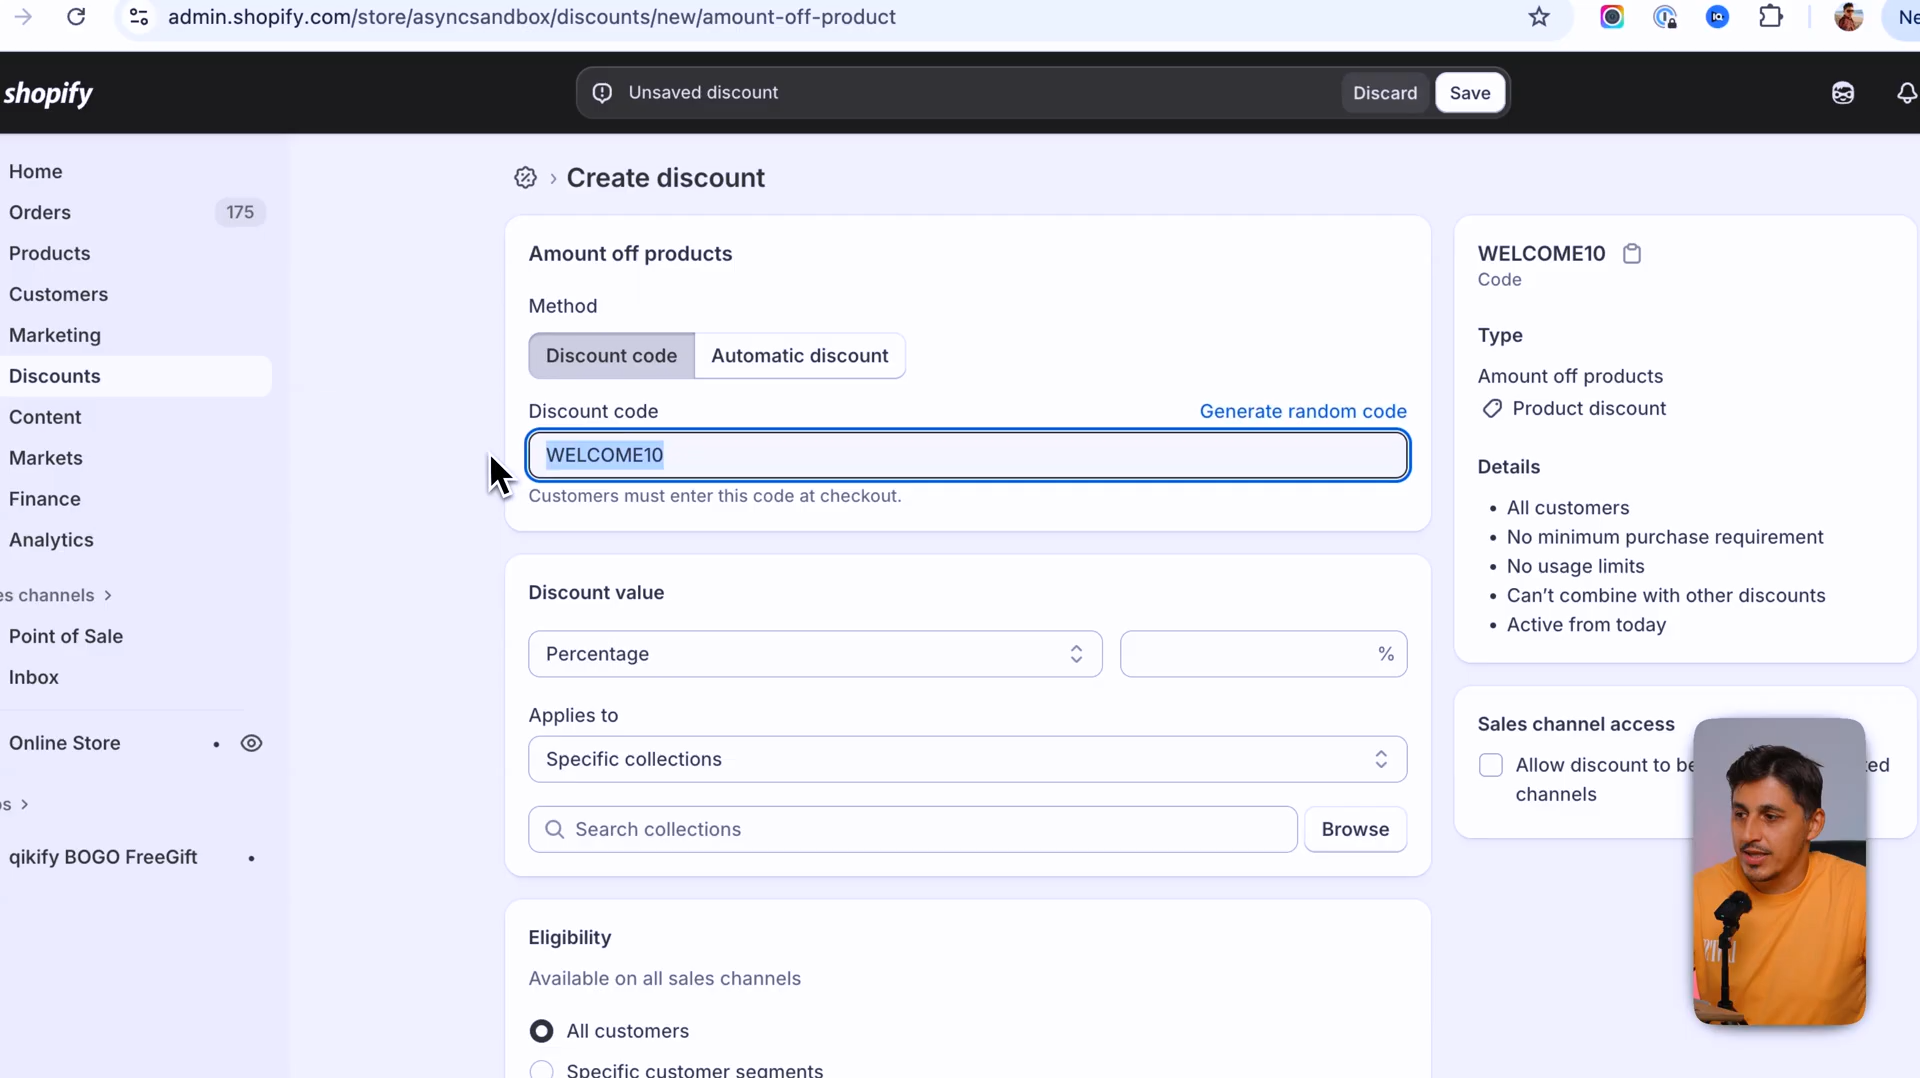 admin.shopify.com/store/asyncsandbox/discounts/new/amount-off-product
Ne
shopify
Unsaved discount
Discard
Save
Home
Orders
175
Products
Customers
Marketing
Discounts
Content
Markets
Finance
Analytics
es channels
Point of Sale
Inbox
Online Store
qikify BOGO FreeGift
Create discount
Amount off products
Method
Discount code
Automatic discount
Discount code
Generate random code
WELCOME10
Customers must enter this code at checkout.
Discount value
Percentage
%
Applies to
Specific collections
Search collections
Browse
Eligibility
Available on all sales channels
All customers
Specific customer segments
WELCOME10
Code
Type
Amount off products
Product discount
Details
• All customers
• No minimum purchase requirement
• No usage limits
• Can't combine with other discounts
• Active from today
Sales channel access
Allow discount to be
channels